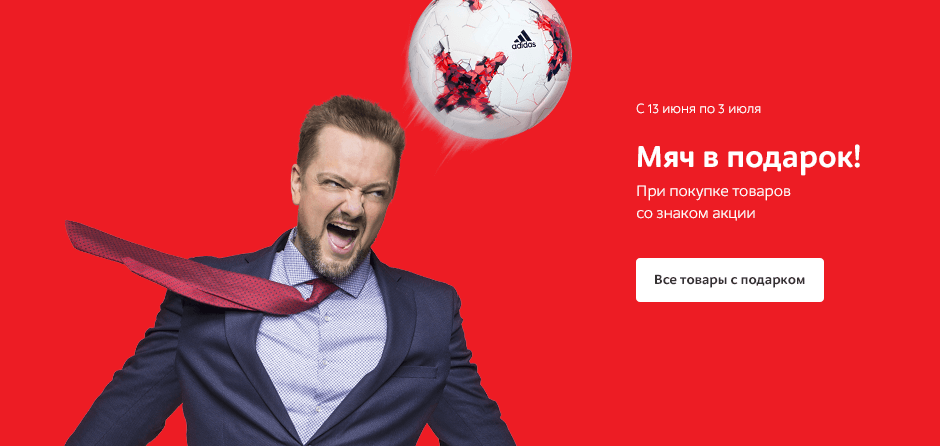 adidas
С 13 июня по 3 июля
Мяч в подарок!
При покупке товаров
со знаком акции
Все товары с подарком